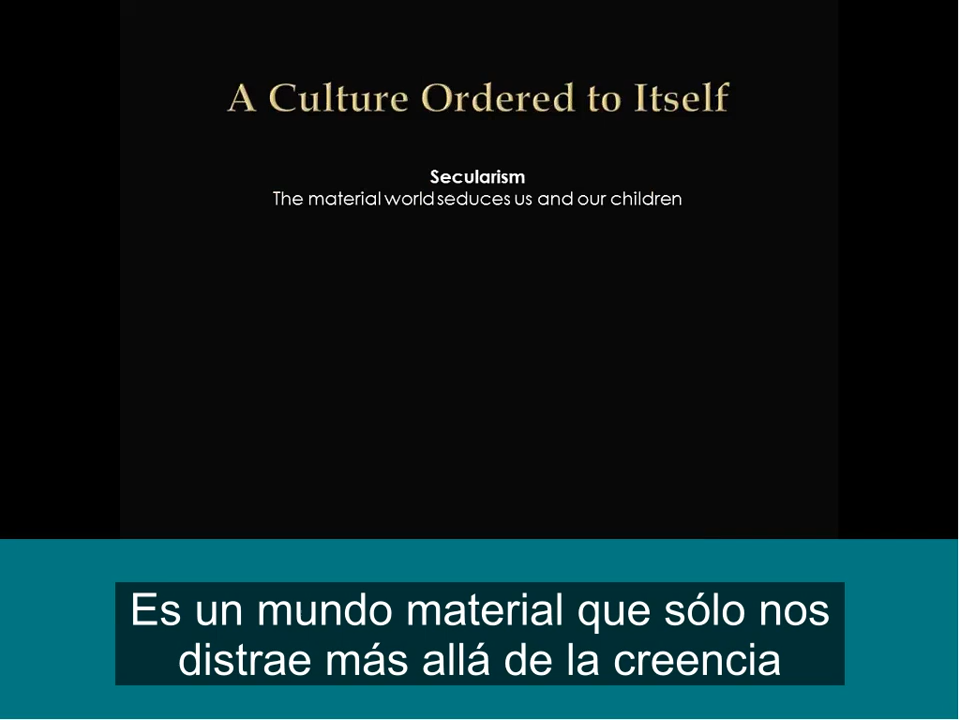 A Culture Ordered to Itself
Secularism
The material world seduces us and our children
Es un mundo material que sólo nos
distrae más allá de la creencia